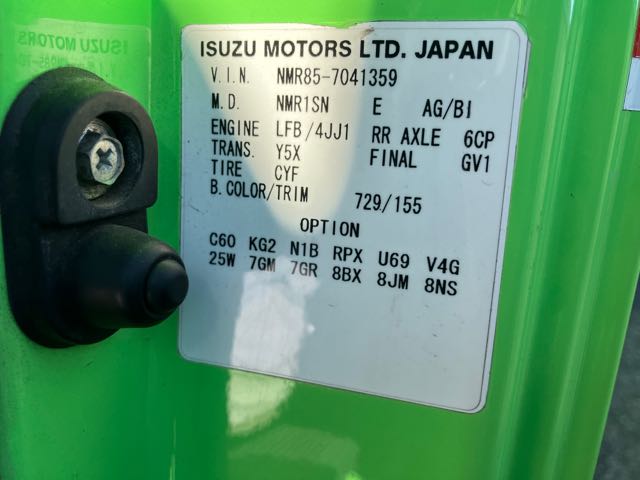 ISUZU MOTORS LTD. JAPAN
V.I.N. NMR85-7041359
M.D. NMR1SN E AG/BI
ENGINE LFB/4JJ1 RR AXLE 6CP
TRANS. Y5X FINAL GV1
TIRE CYF
B.COLOR/TRIM 729/155
OPTION
C60 KG2 N1B RPX U69 V4G
25W 7GM 7GR 8BX 8JM 8NS
ISUZU MOTORS